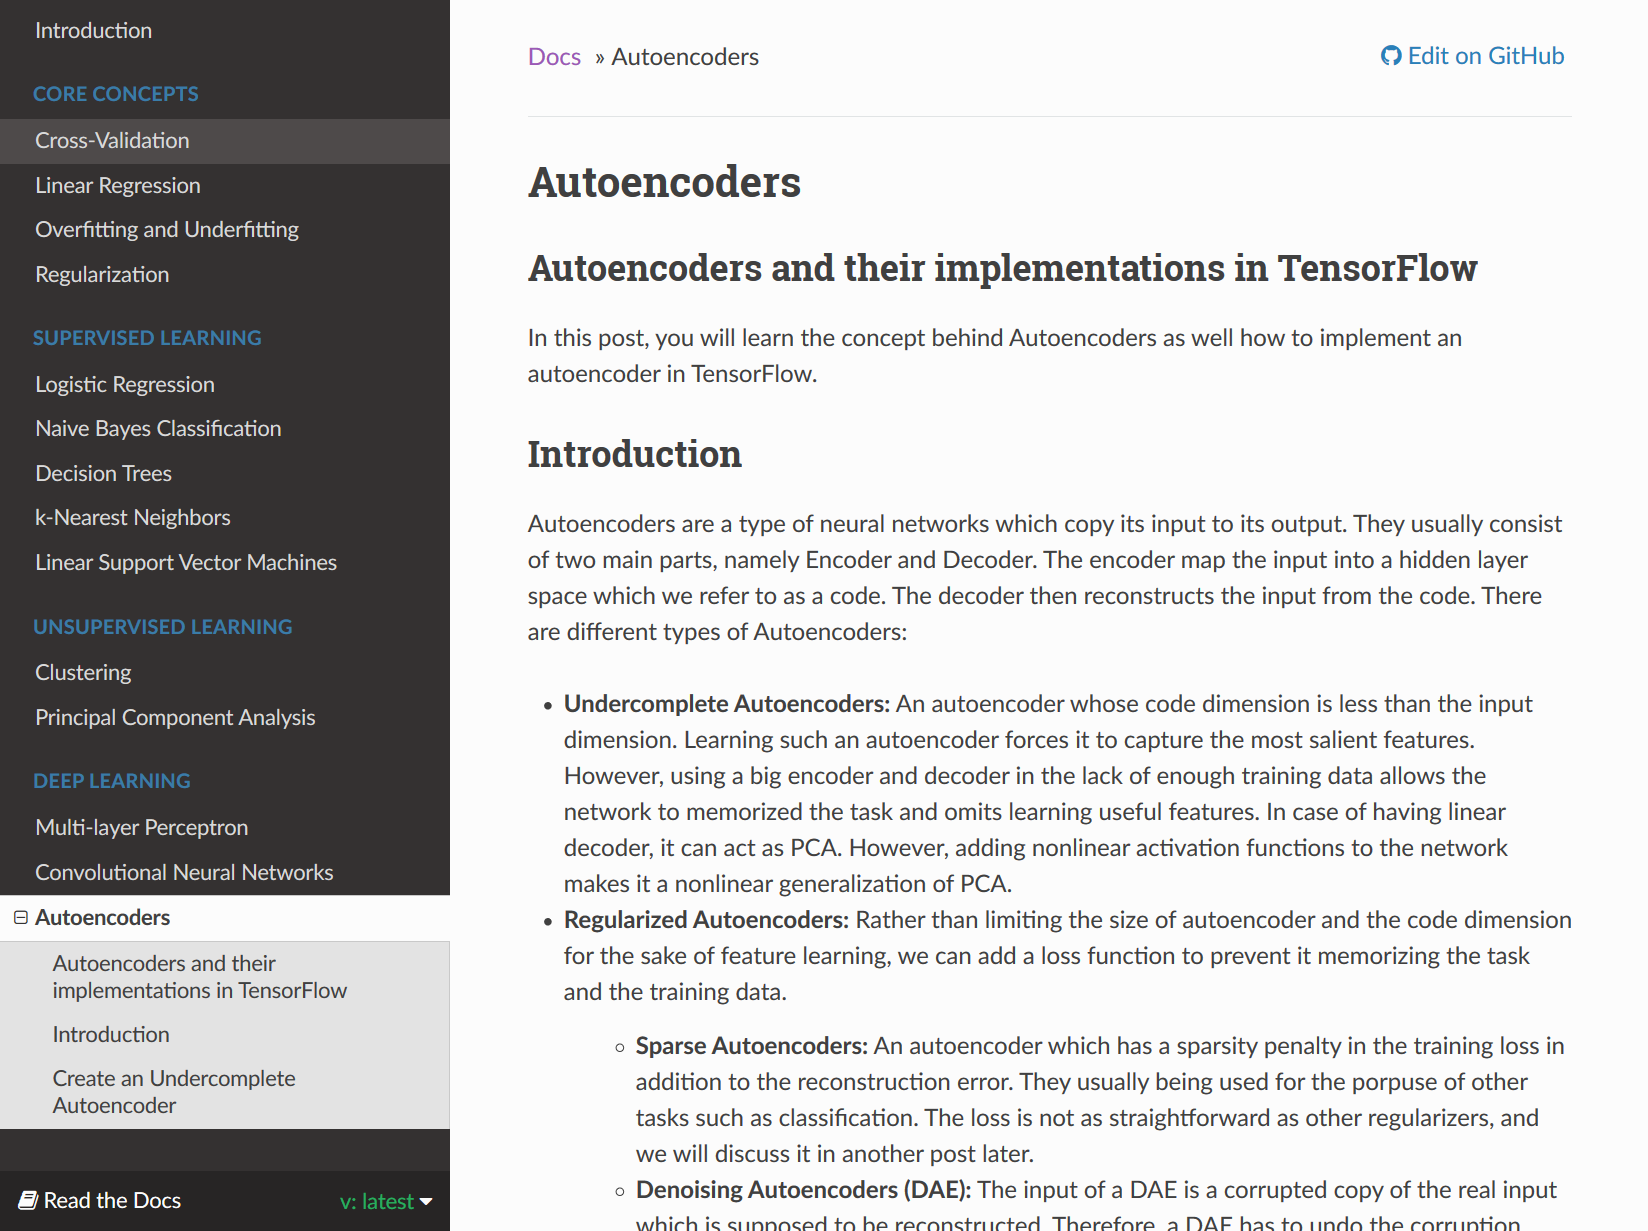 Introduction
CORE CONCEPTS
Cross-Validation
Linear Regression
Overfitting and Underfitting
Regularization
SUPERVISED LEARNING
Logistic Regression
Naive Bayes Classification
Decision Trees
k-Nearest Neighbors
Linear Support Vector Machines
UNSUPERVISED LEARNING
Clustering
Principal Component Analysis
DEEP LEARNING
Multi-layer Perceptron
Convolutional Neural Networks
Autoencoders
Autoencoders and their
implementations in TensorFlow
Introduction
Create an Undercomplete
Autoencoder
Read the Docs v: latest
Docs » Autoencoders Edit on GitHub
Autoencoders
Autoencoders and their implementations in TensorFlow
In this post, you will learn the concept behind Autoencoders as well how to implement an
autoencoder in TensorFlow.
Introduction
Autoencoders are a type of neural networks which copy its input to its output. They usually consist
of two main parts, namely Encoder and Decoder. The encoder map the input into a hidden layer
space which we refer to as a code. The decoder then reconstructs the input from the code. There
are different types of Autoencoders:
• Undercomplete Autoencoders: An autoencoder whose code dimension is less than the input
dimension. Learning such an autoencoder forces it to capture the most salient features.
However, using a big encoder and decoder in the lack of enough training data allows the
network to memorized the task and omits learning useful features. In case of having linear
decoder, it can act as PCA. However, adding nonlinear activation functions to the network
makes it a nonlinear generalization of PCA.
• Regularized Autoencoders: Rather than limiting the size of autoencoder and the code dimension
for the sake of feature learning, we can add a loss function to prevent it memorizing the task
and the training data.
◦ Sparse Autoencoders: An autoencoder which has a sparsity penalty in the training loss in
addition to the reconstruction error. They usually being used for the porpuse of other
tasks such as classification. The loss is not as straightforward as other regularizers, and
we will discuss it in another post later.
◦ Denoising Autoencoders (DAE): The input of a DAE is a corrupted copy of the real input
which is supposed to be reconstructed. Therefore, a DAE has to undo the corruption